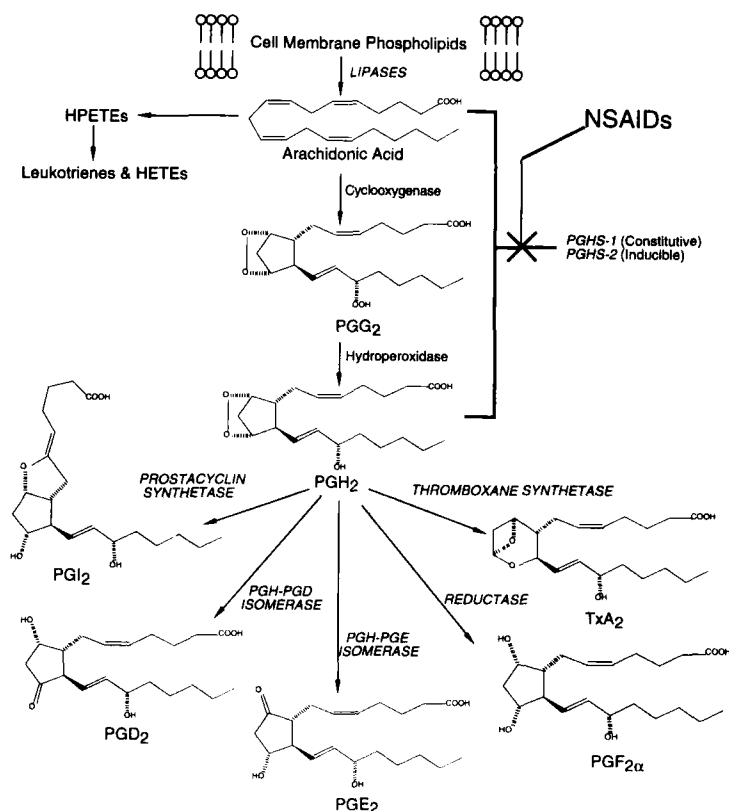 Cell Membrane Phospholipids
LIPASES
COOH
HPETEs
Arachidonic Acid
NSAIDs
Leukotrienes & HETEs
Cyclooxygenase
COOH
O
O
OOH
PGHS-1 (Constitutive)
PGHS-2 (Inducible)
PGG2
Hydroperoxidase
COOH
O
O
OH
PGH2
COOH
O
HO
OH
PGI2
PROSTACYCLIN
SYNTHETASE
THROMBOXANE SYNTHETASE
COOH
O
O
OH
TxA2
PGH-PGD
ISOMERASE
PGH-PGE
ISOMERASE
REDUCTASE
HO
COOH
O
OH
PGD2
O
COOH
HO
OH
PGE2
HO
COOH
HO
OH
PGF2α